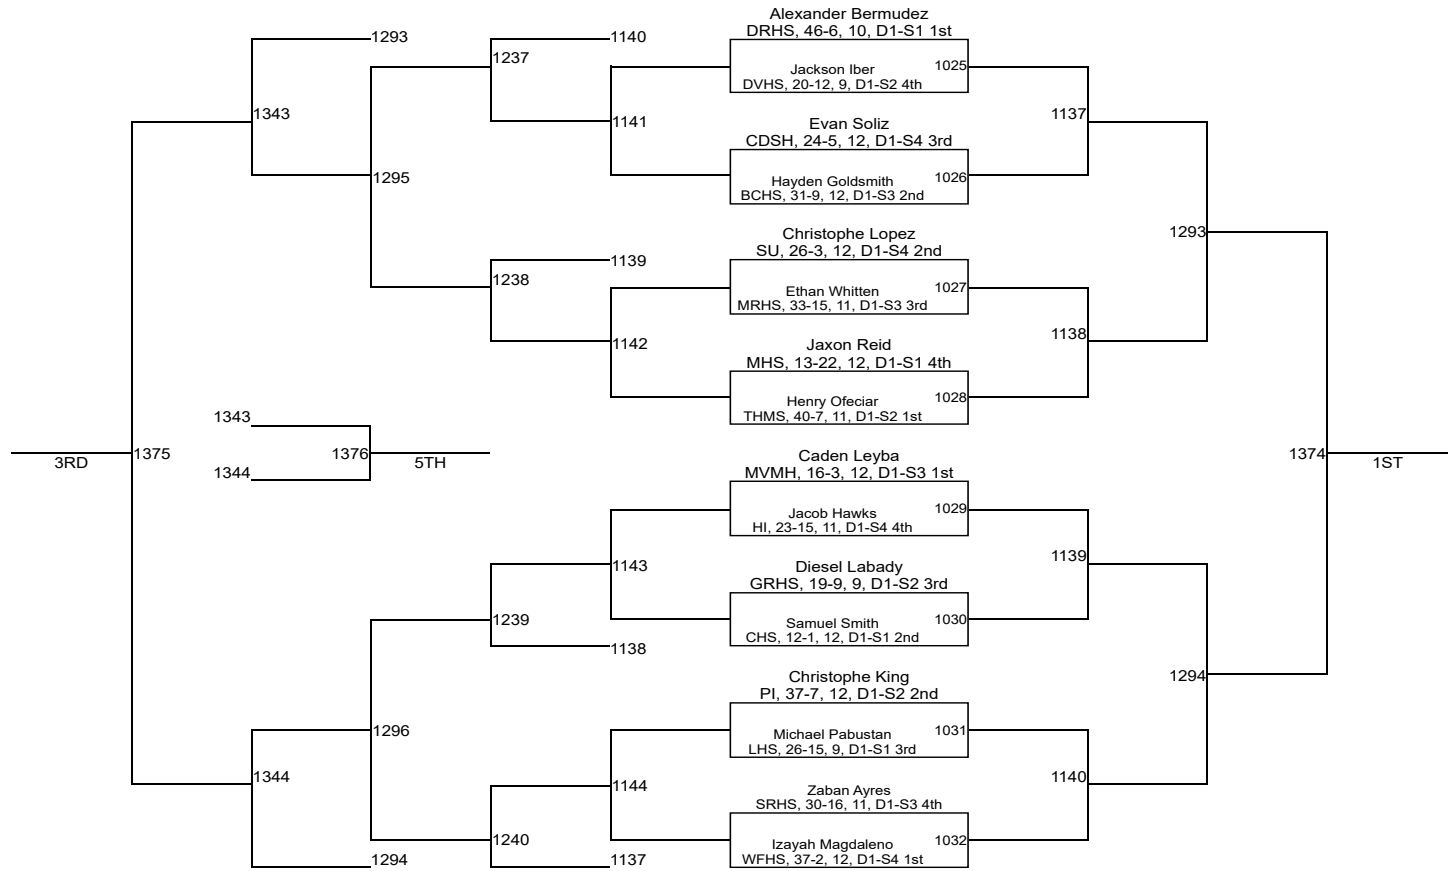 Alexander Bermudez
DRHS, 46-6, 10, D1-S1 1st
1293
1237
1140
Jackson Iber
DVHS, 20-12, 9, D1-S2 4th
1025
1343
1141
Evan Soliz
CDSH, 24-5, 12, D1-S4 3rd
1137
1295
Hayden Goldsmith
BCHS, 31-9, 12, D1-S3 2nd
1026
Christophe Lopez
SU, 26-3, 12, D1-S4 2nd
1293
1139
1238
Ethan Whitten
MRHS, 33-15, 11, D1-S3 3rd
1027
1142
Jaxon Reid
MHS, 13-22, 12, D1-S1 4th
1138
Henry Ofeciar
THMS, 40-7, 11, D1-S2 1st
1028
1343
3RD
1375
1344
1376
5TH
Caden Leyba
MVMH, 16-3, 12, D1-S3 1st
1374
1ST
Jacob Hawks
HI, 23-15, 11, D1-S4 4th
1029
1143
Diesel Labady
GRHS, 19-9, 9, D1-S2 3rd
1139
1239
Samuel Smith
CHS, 12-1, 12, D1-S1 2nd
1030
1138
Christophe King
PI, 37-7, 12, D1-S2 2nd
1294
1296
Michael Pabustan
LHS, 26-15, 9, D1-S1 3rd
1031
1344
1144
Zaban Ayres
SRHS, 30-16, 11, D1-S3 4th
1140
1240
Izayah Magdaleno
WFHS, 37-2, 12, D1-S4 1st
1032
1294
1137